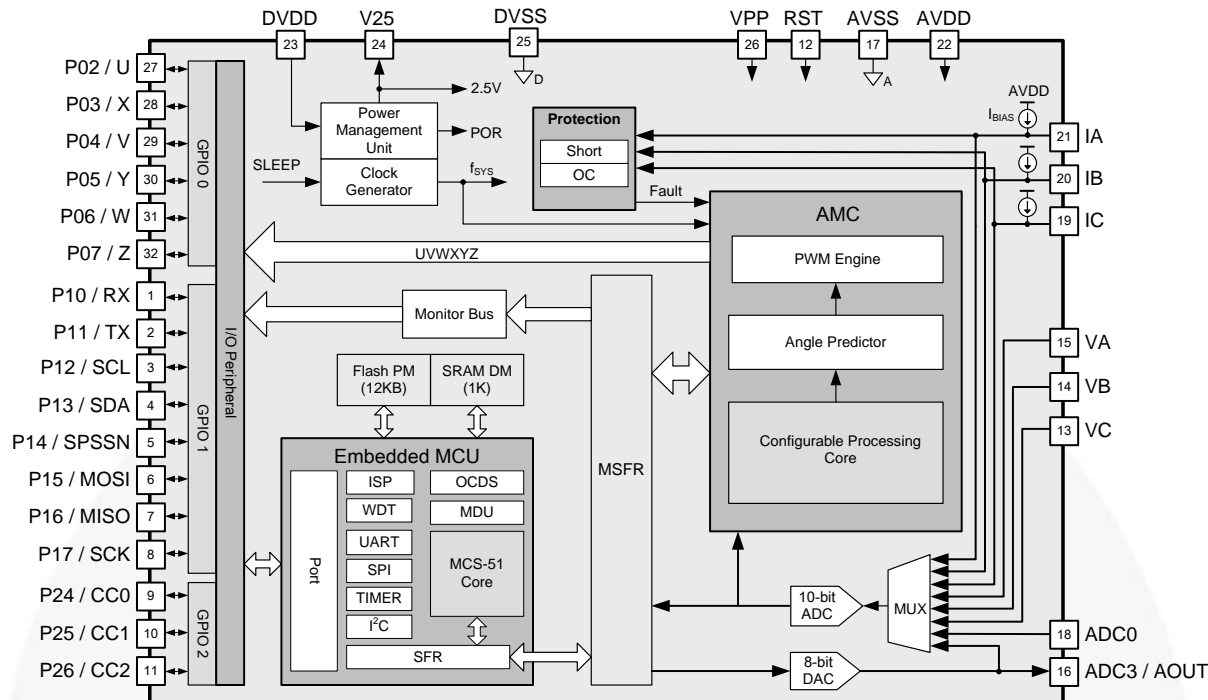 DVDD
V25
DVSS
VPP
RST
AVSS
AVDD
23
24
25
26
12
17
22
D
A
P02 / U
27
P03 / X
28
P04 / V
29
P05 / Y
30
P06 / W
31
P07 / Z
32
P10 / RX
1
P11 / TX
2
P12 / SCL
3
P13 / SDA
4
P14 / SPSSN
5
P15 / MOSI
6
P16 / MISO
7
P17 / SCK
8
P24 / CC0
9
P25 / CC1
10
P26 / CC2
11
GPIO 0
GPIO 1
GPIO 2
I/O Peripheral
2.5V
Power
Management
Unit
POR
SLEEP
Clock
Generator
fSYS
Protection
Short
OC
Fault
AVDD
IBIAS
21
IA
20
IB
19
IC
AMC
PWM Engine
Angle Predictor
Configurable Processing
Core
UVWXYZ
Monitor Bus
MSFR
Flash PM
(12KB)
SRAM DM
(1K)
Embedded MCU
Port
ISP
WDT
UART
SPI
TIMER
I2C
OCDS
MDU
MCS-51
Core
SFR
15
VA
14
VB
13
VC
10-bit
ADC
MUX
8-bit
DAC
18
ADC0
16
ADC3 / AOUT